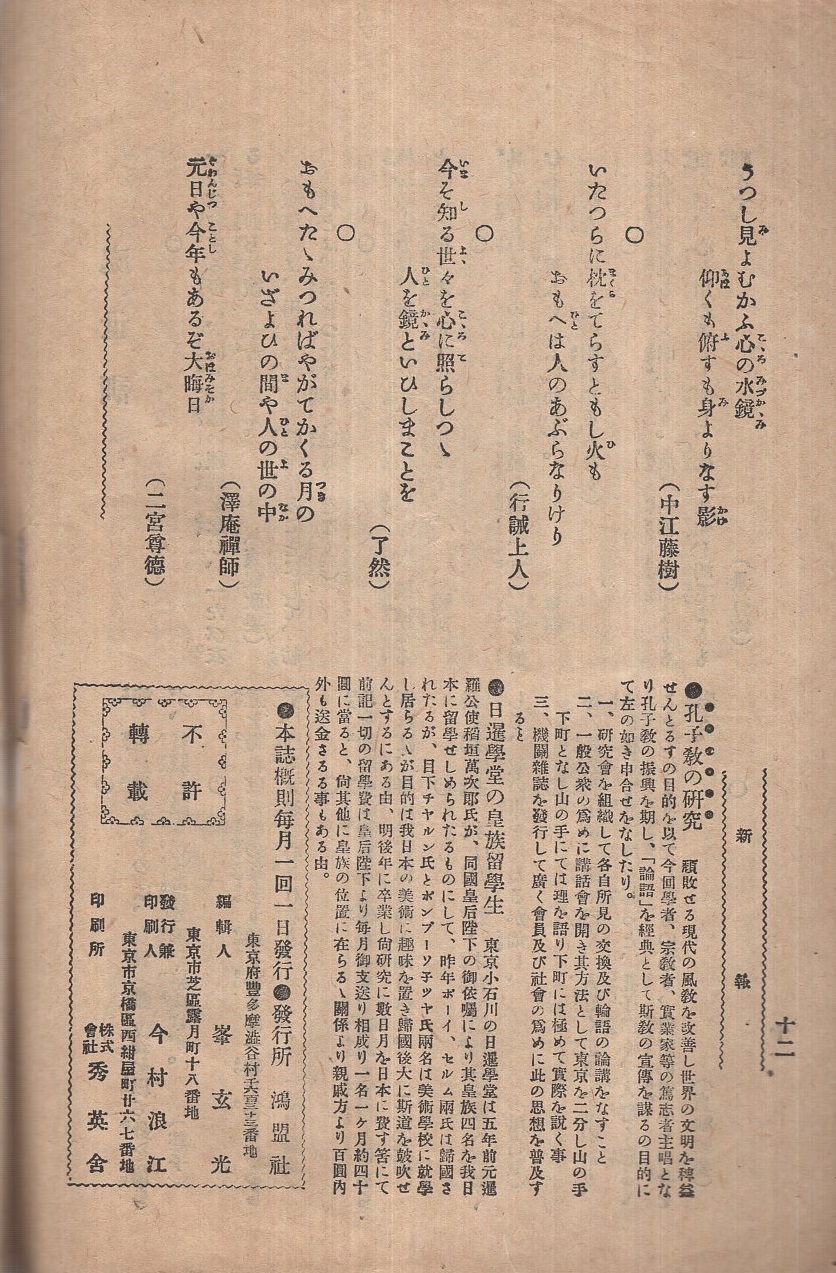 十二
うつし見よむかふ心の水鏡
仰くも俯すも身よりなす影
（中江藤樹）
○
いたつらに枕をてらすともし火も
おもへは人のあぶらなりけり
（行誡上人）
○
今そ知る世々を心に照らしつゝ
人を鏡といひしまことを
（了然）
○
おもへたゝみつればやがてかくる月の
いざよひの間や人の世の中
（澤庵禪師）
元日や今年もあるぞ大晦日
（二宮尊德）
新報
●孔子敎の硏究　頽敗せる現代の風敎を改善し世界の文明を稗益
せんとるすの目的を以て今回學者、宗敎者、實業家等の篤志者主唱とな
り孔子敎の振興を期し、「論語」を經典として斯敎の宣傳を謀るの目的に
て左の如き申合せをなしたり。
一、硏究會を組織して各自所見の交換及び論語の論講をなすこと
二、一般公衆の爲めに講話會を開き其方法として東京を二分し山の手
下町となし山の手にては理を語り下町には極めて實際を說く事
三、機關雜誌を發行して廣く會員及び社會の爲めに此の思想を普及す
ること
●日暹學堂の皇族留學生　東京小石川の日暹學堂は五年前元暹
羅公使稻垣萬次郞氏が、同國皇后陛下の御依囑により其皇族四名を我日
本に留學せしめられたるものにして、昨年ボーイ、セルム兩氏は歸國さ
れたるが、目下チヤルン氏とポンプーソ子ツヤ氏兩名は美術學校に就學
し居らるゝが目的は我日本の美術に趣味を置き歸國後大に斯道を鼓吹せ
んとするにある由、明後年に卒業し尙硏究に數日月を日本に費す筈にて
前記一切の留學費は皇后陛下より每月御支送り相成り一名一ヶ月約四十
圓に當ると、尙其他に皇族の位置に在らるゝ關係より親戚方より百圓內
外も送金さるる事もある由。
●本誌概則每月一回一日發行●發行所　鴻盟社
東京府豐多摩澁谷村 番地
編輯人　峯玄光
東京市芝區露月町十八番地
發行兼印刷人　今村浪江
東京市京橋區西紺屋町廿六七番地
印刷所　株式會社　秀英舍
不許
轉載